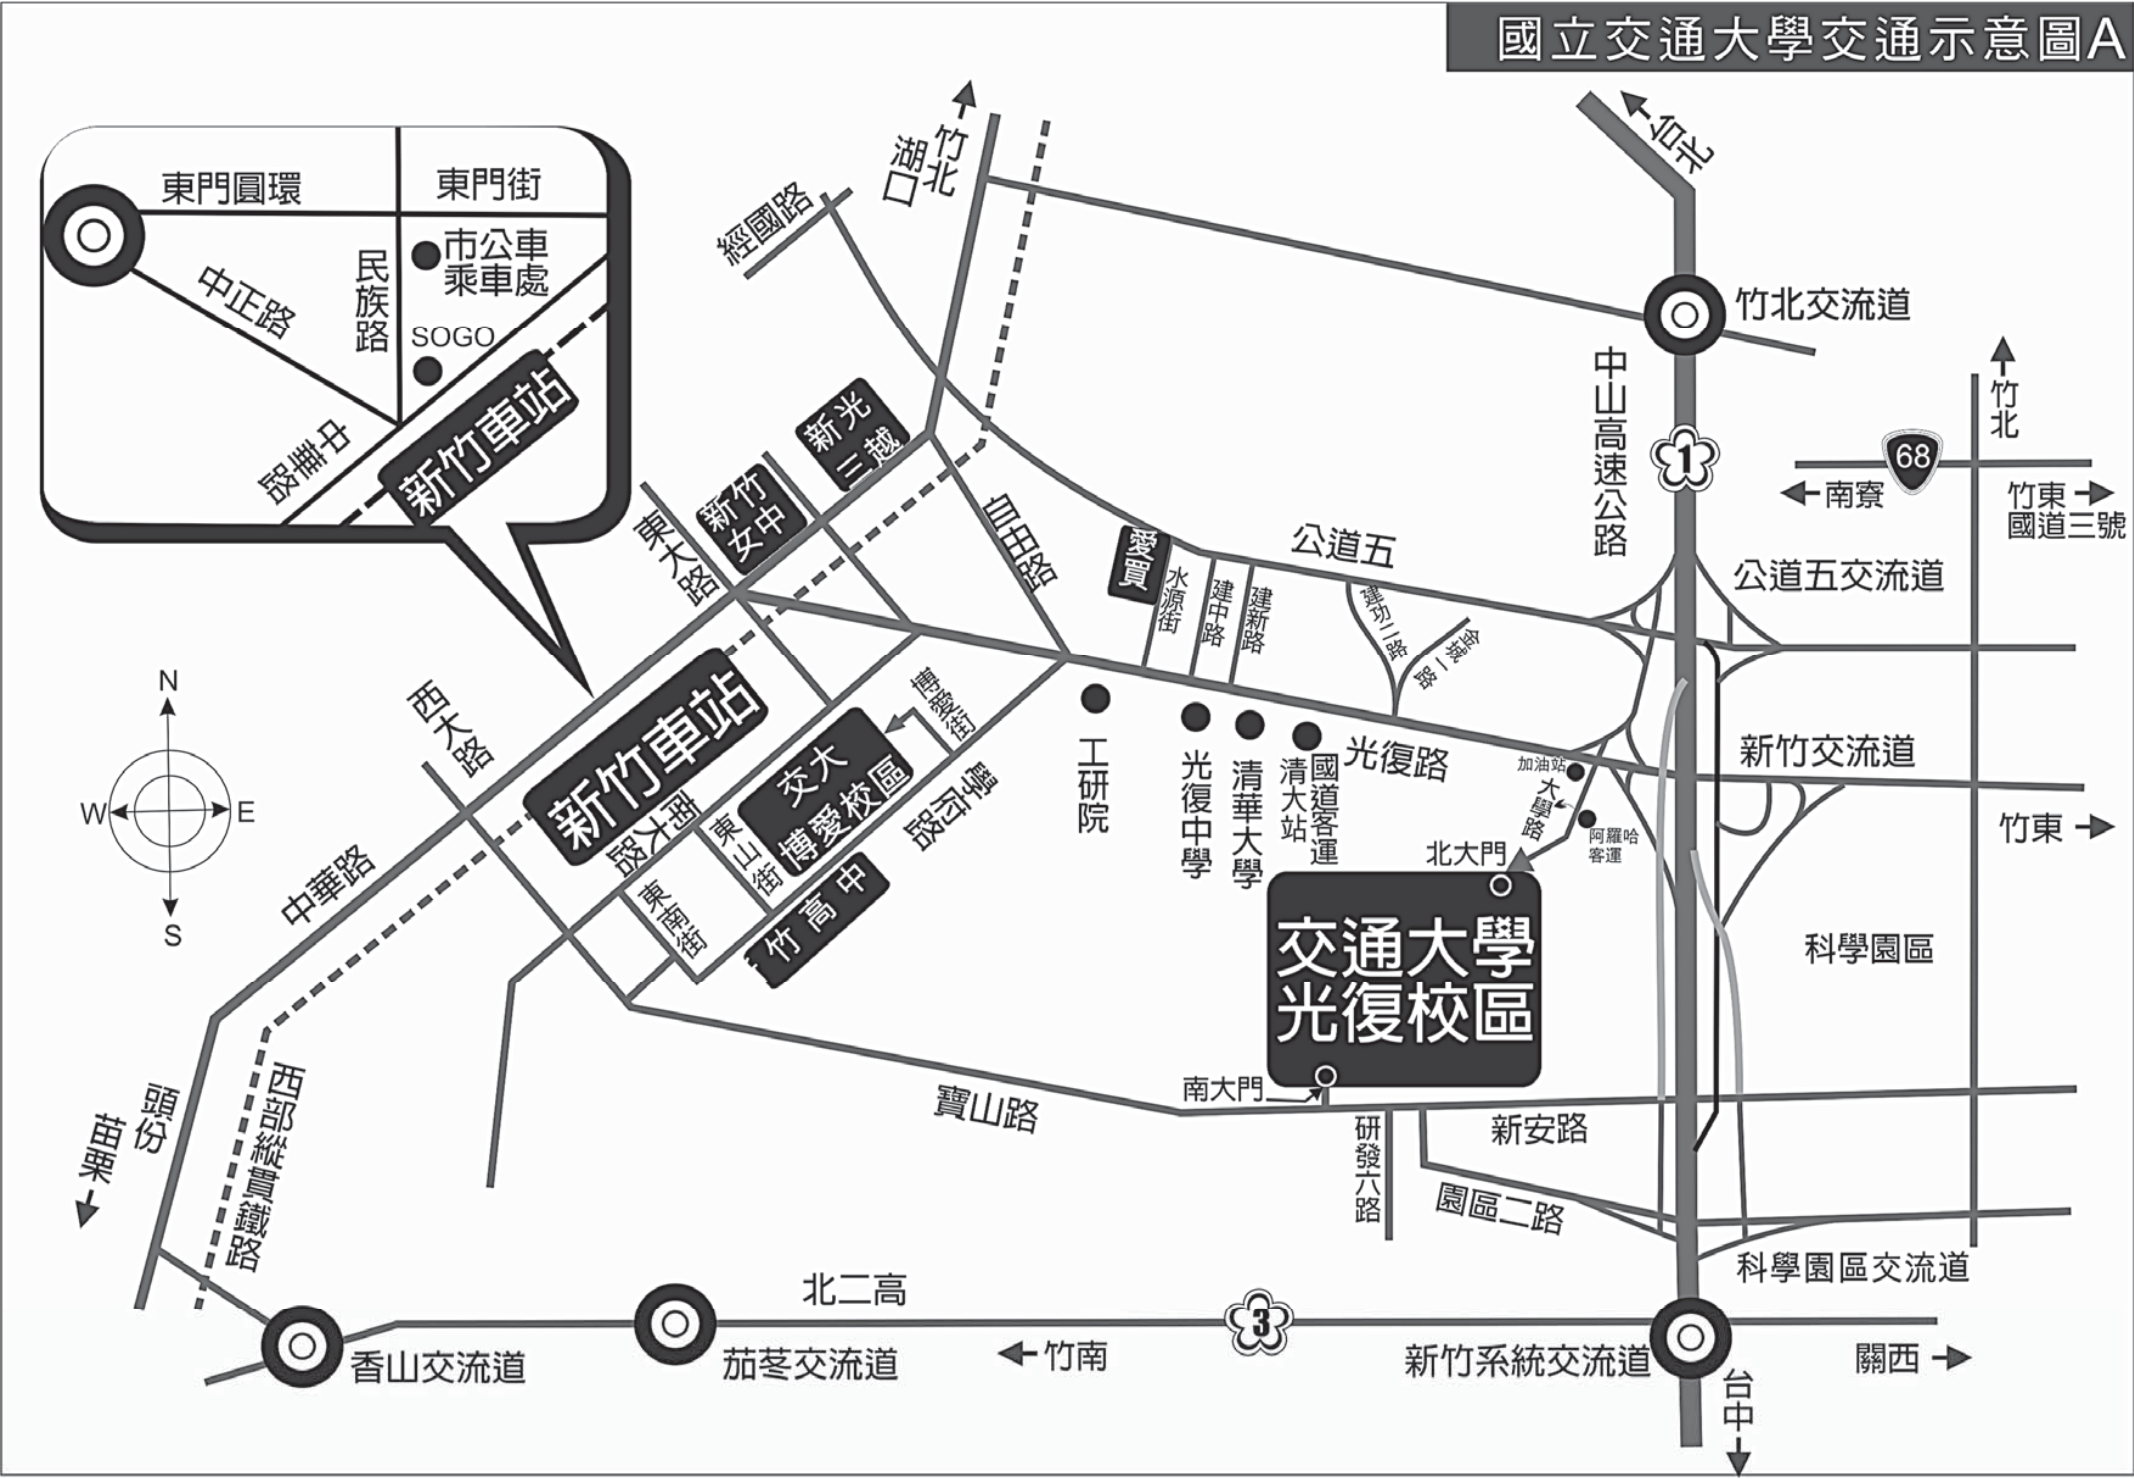 國立交通大學交通示意圖A
東門圓環
東門街
市公車
乘車處
中正路
民族路
SOGO
中華路
新竹車站
竹北
湖口
經國路
台北
竹北交流道
中山高速公路
1
竹北
68
南寮
竹東
國道三號
新光
三越
新竹
女中
東大路
自由路
愛買
水源街
建中路
建新路
公道五
建功二路
金城一路
公道五交流道
N
W
E
S
西大路
新竹車站
南大路
博愛街
交大
博愛校區
學府路
東山街
東南街
竹高中
中華路
工研院
光復中學
清華大學
國道客運
清大站
光復路
加油站
大學路
阿羅哈
客運
新竹交流道
竹東
北大門
交通大學
光復校區
南大門
科學園區
西部縱貫鐵路
頭份
苗栗
寶山路
研發六路
新安路
園區二路
科學園區交流道
香山交流道
北二高
茄苳交流道
竹南
3
新竹系統交流道
關西
台中